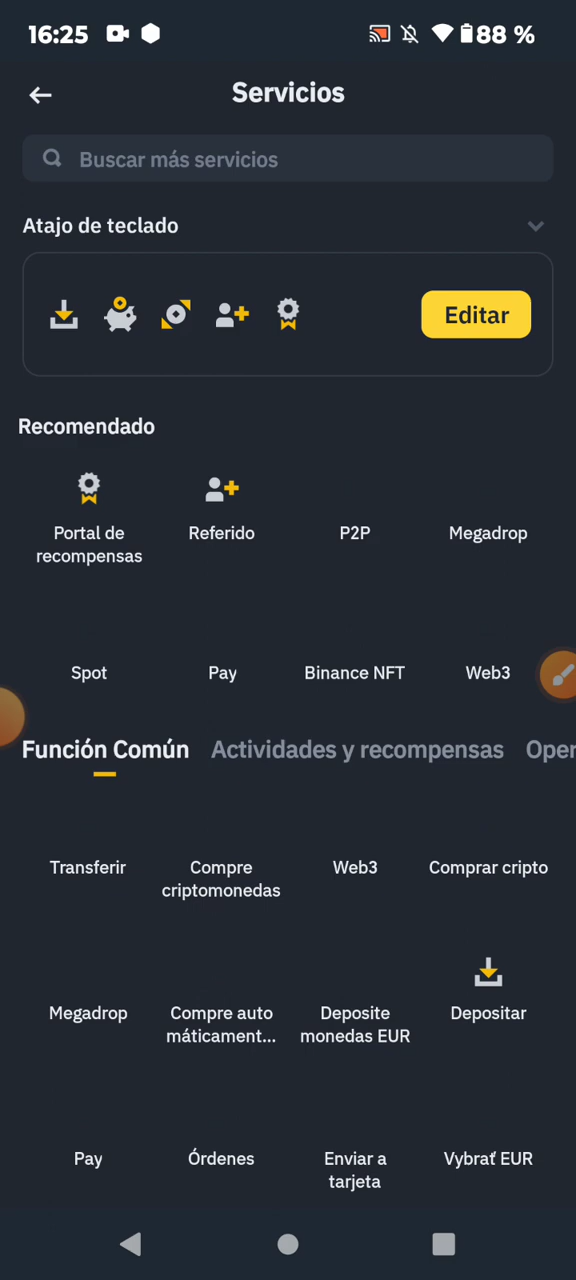 16:25
88 %
Servicios
Buscar más servicios
Atajo de teclado
Editar
Recomendado
Portal de
recompensas
Referido
P2P
Megadrop
Spot
Pay
Binance NFT
Web3
Función Común
Actividades y recompensas
Oper
Transferir
Compre
criptomonedas
Web3
Comprar cripto
Megadrop
Compre auto
máticament...
Deposite
monedas EUR
Depositar
Pay
Órdenes
Enviar a
tarjeta
Vybrať EUR